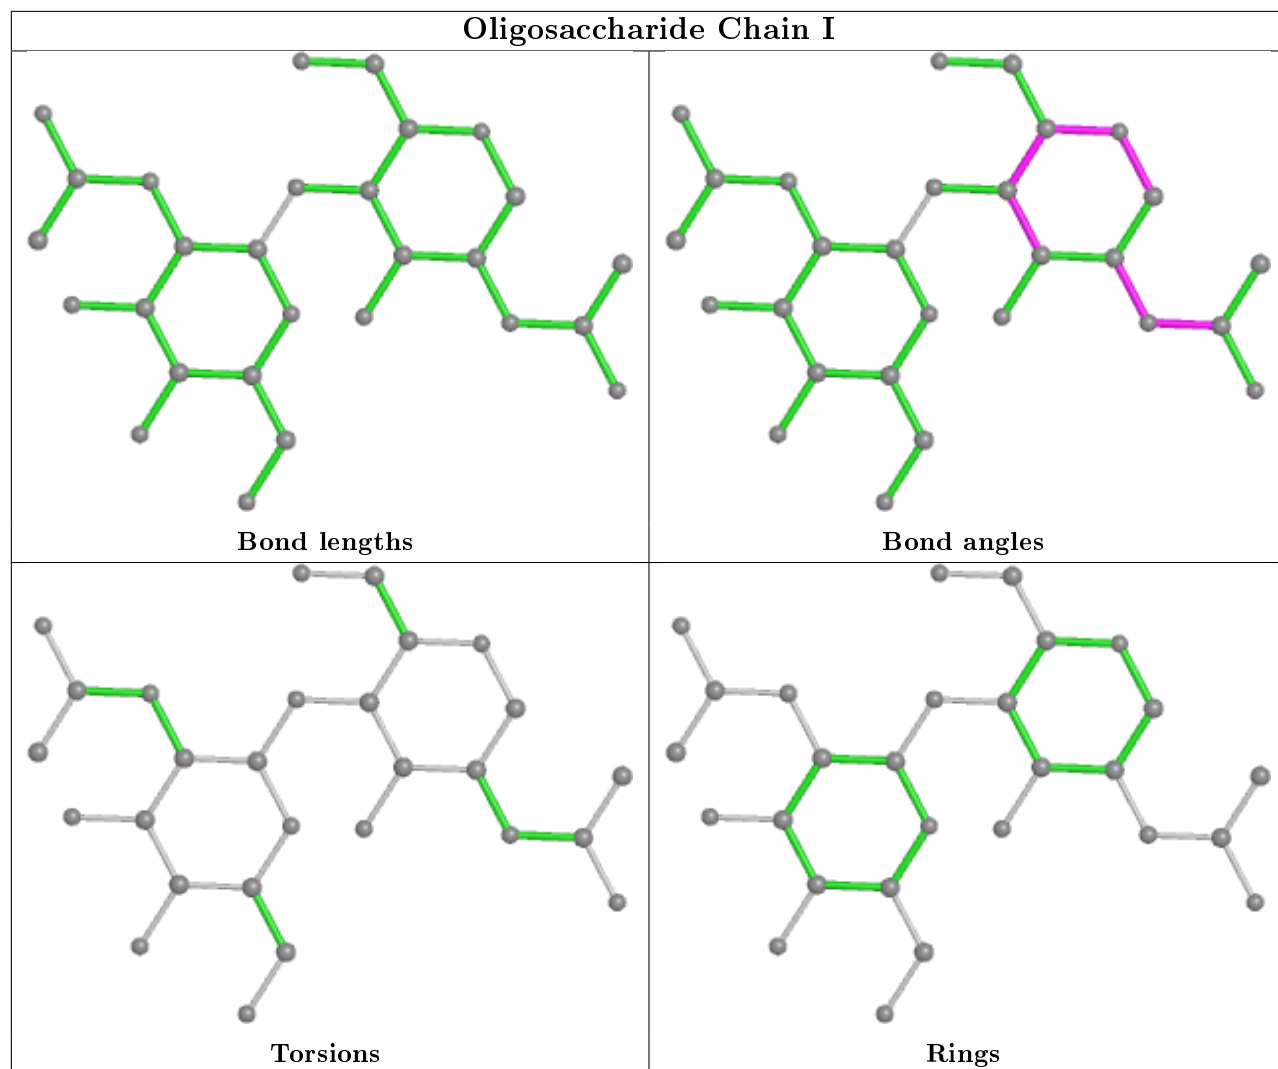 Oligosaccharide Chain I
Bond lengths
Bond angles
Torsions
Rings